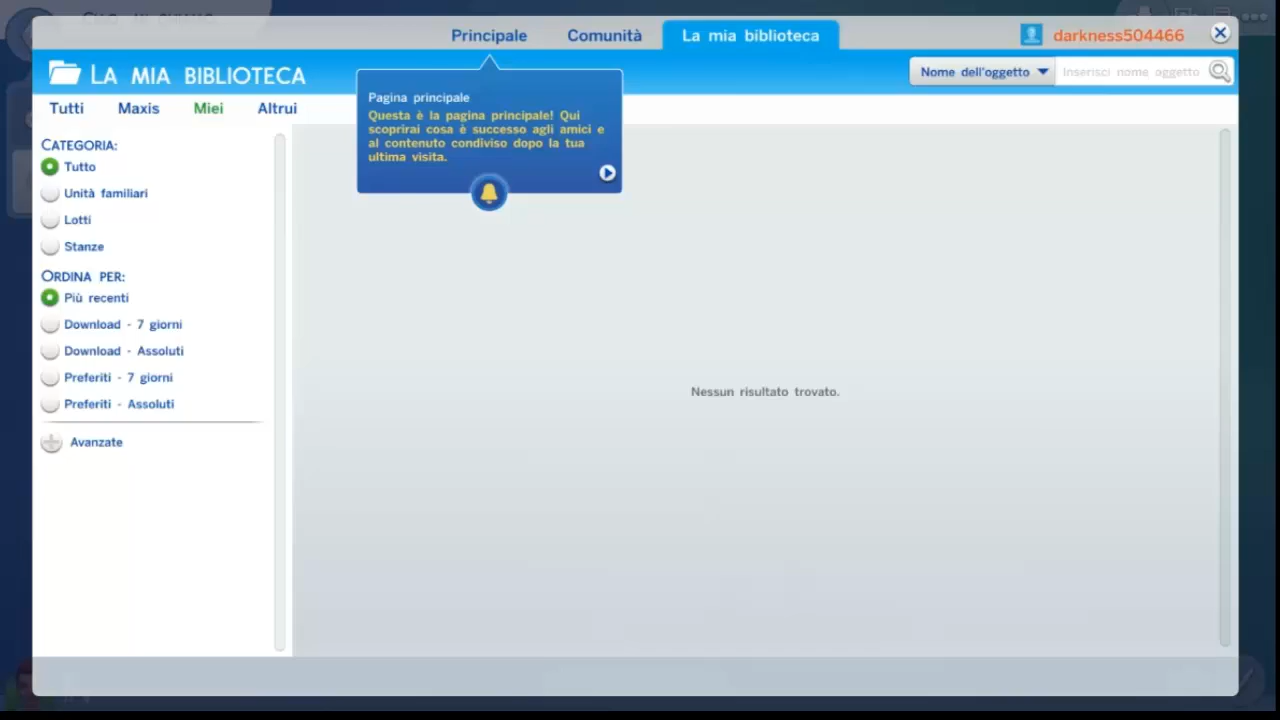 Principale
Comunità
La mia biblioteca
darkness504466
La mia biblioteca
Nome dell'oggetto
Inserisci nome oggetto
Tutti
Maxis
Miei
Altrui
Pagina principale
Questa è la pagina principale! Qui
scoprirai cosa è successo agli amici e
al contenuto condiviso dopo la tua
ultima visita.
Categoria:
Tutto
Unità familiari
Lotti
Stanze
Ordina per:
Più recenti
Download - 7 giorni
Download - Assoluti
Preferiti - 7 giorni
Preferiti - Assoluti
Avanzate
Nessun risultato trovato.